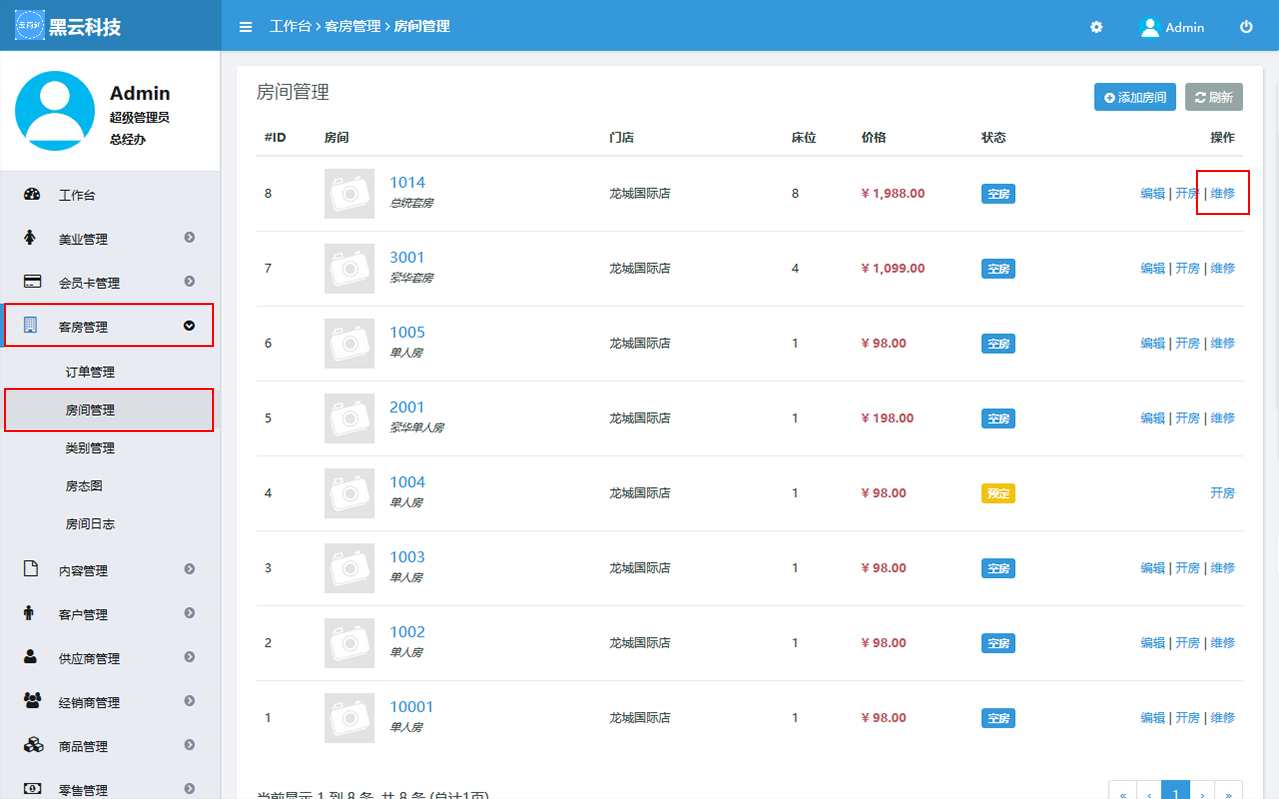 黑云科技
工作台 › 客房管理 › 房间管理
Admin
Admin
超级管理员
总经办
工作台
美业管理
会员卡管理
客房管理
订单管理
房间管理
类别管理
房态图
房间日志
内容管理
客户管理
供应商管理
经销商管理
商品管理
零售管理
房间管理
添加房间
刷新
#ID 房间 门店 床位 价格 状态 操作
8 1014 龙城国际店 8 ¥ 1,988.00 空房 编辑 | 开房 | 维修
总统套房
7 3001 龙城国际店 4 ¥ 1,099.00 空房 编辑 | 开房 | 维修
豪华套房
6 1005 龙城国际店 1 ¥ 98.00 空房 编辑 | 开房 | 维修
单人房
5 2001 龙城国际店 1 ¥ 198.00 空房 编辑 | 开房 | 维修
豪华单人房
4 1004 龙城国际店 1 ¥ 98.00 预定 开房
单人房
3 1003 龙城国际店 1 ¥ 98.00 空房 编辑 | 开房 | 维修
单人房
2 1002 龙城国际店 1 ¥ 98.00 空房 编辑 | 开房 | 维修
单人房
1 10001 龙城国际店 1 ¥ 98.00 空房 编辑 | 开房 | 维修
单人房
当前显示 1 到 8 条, 共 8 条 (总计1页)
« ‹ 1 › »